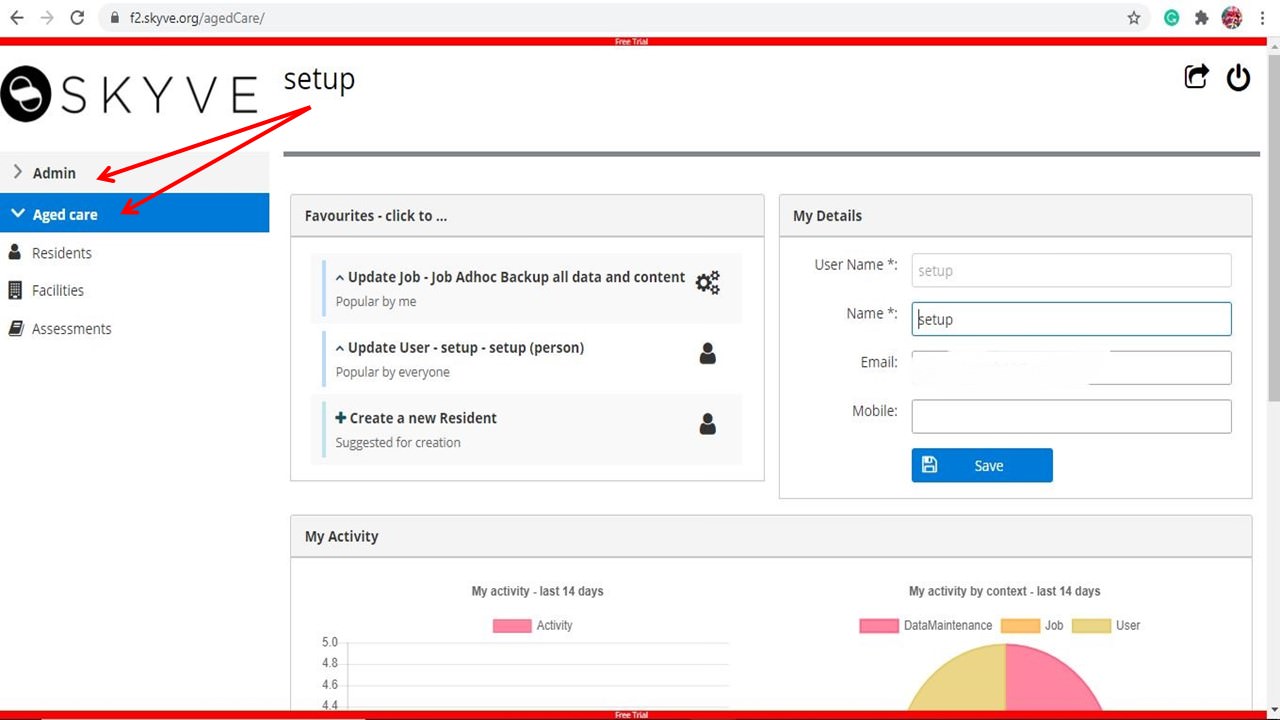 f2.skyve.org/agedCare/
Free Trial
SKYVE
setup
Admin
Aged care
Residents
Facilities
Assessments
Favourites - click to ...
Update Job - Job Adhoc Backup all data and content
Popular by me
Update User - setup - setup (person)
Popular by everyone
Create a new Resident
Suggested for creation
My Details
User Name *:
setup
Name *:
setup
Email:
Mobile:
Save
My Activity
My activity - last 14 days
Activity
5.0
4.8
4.6
4.4
My activity by context - last 14 days
DataMaintenance Job User
Free Trial